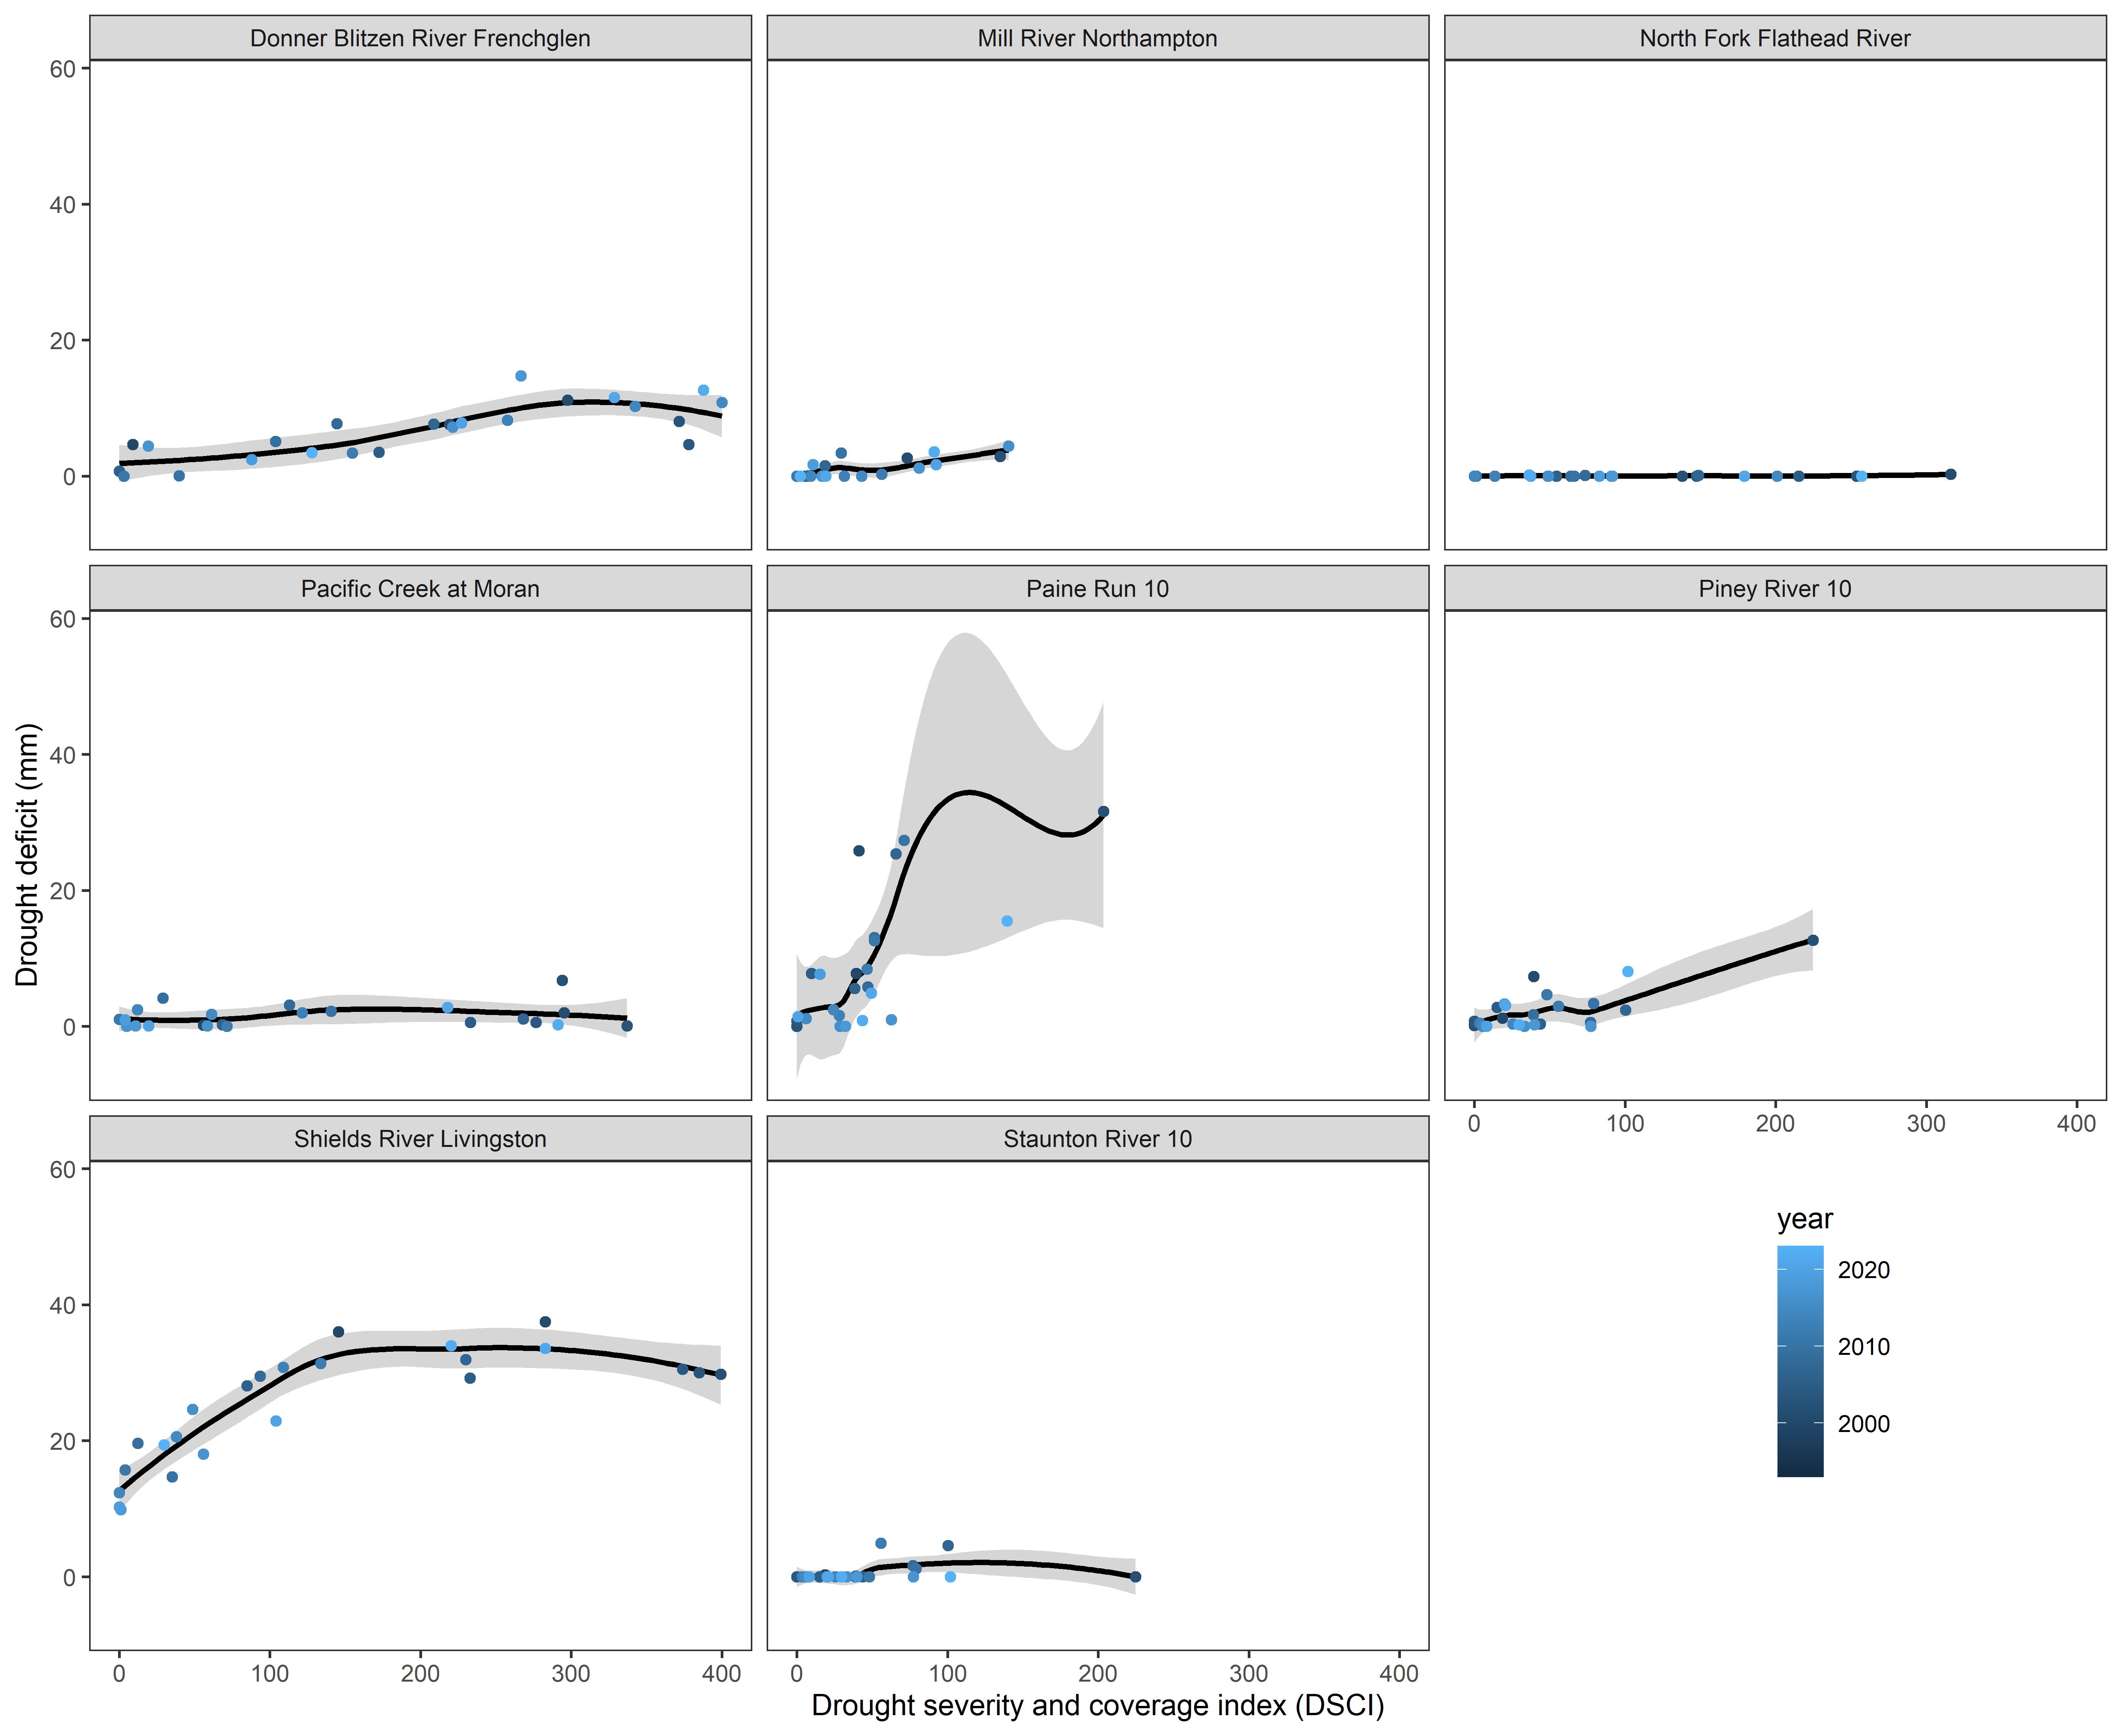 Donner Blitzen River Frenchglen
Mill River Northampton
North Fork Flathead River
60
40
20
0
Pacific Creek at Moran
Paine Run 10
Piney River 10
60
40
20
0
0 100 200 300 400
Shields River Livingston
Staunton River 10
60
40
20
0
0 100 200 300 400
0 100 200 300 400
Drought deficit (mm)
Drought severity and coverage index (DSCI)
year
2020
2010
2000